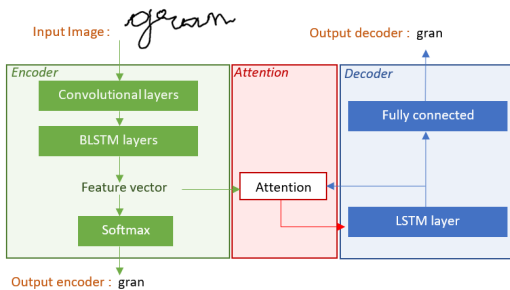 Input Image : gran
Output decoder : gran
Encoder
Attention
Decoder
Convolutional layers
BLSTM layers
Fully connected
Feature vector
Attention
Softmax
LSTM layer
Output encoder : gran